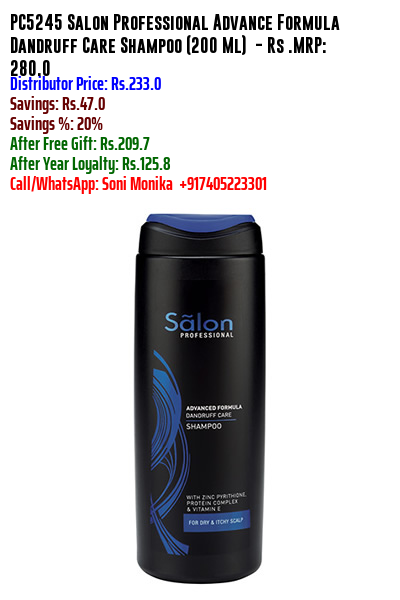 PC5245 Salon Professional Advance Formula
Dandruff Care Shampoo (200 Ml) - Rs .MRP:
280.0
Distributor Price: Rs.233.0
Savings: Rs.47.0
Savings %: 20%
After Free Gift: Rs.209.7
After Year Loyalty: Rs.125.8
Call/WhatsApp: Soni Monika +917405223301
Sãlon
PROFESSIONAL
ADVANCED FORMULA
DANDRUFF CARE
SHAMPOO
WITH ZINC PYRITHIONE,
PROTEIN COMPLEX
& VITAMIN E
FOR DRY & ITCHY SCALP